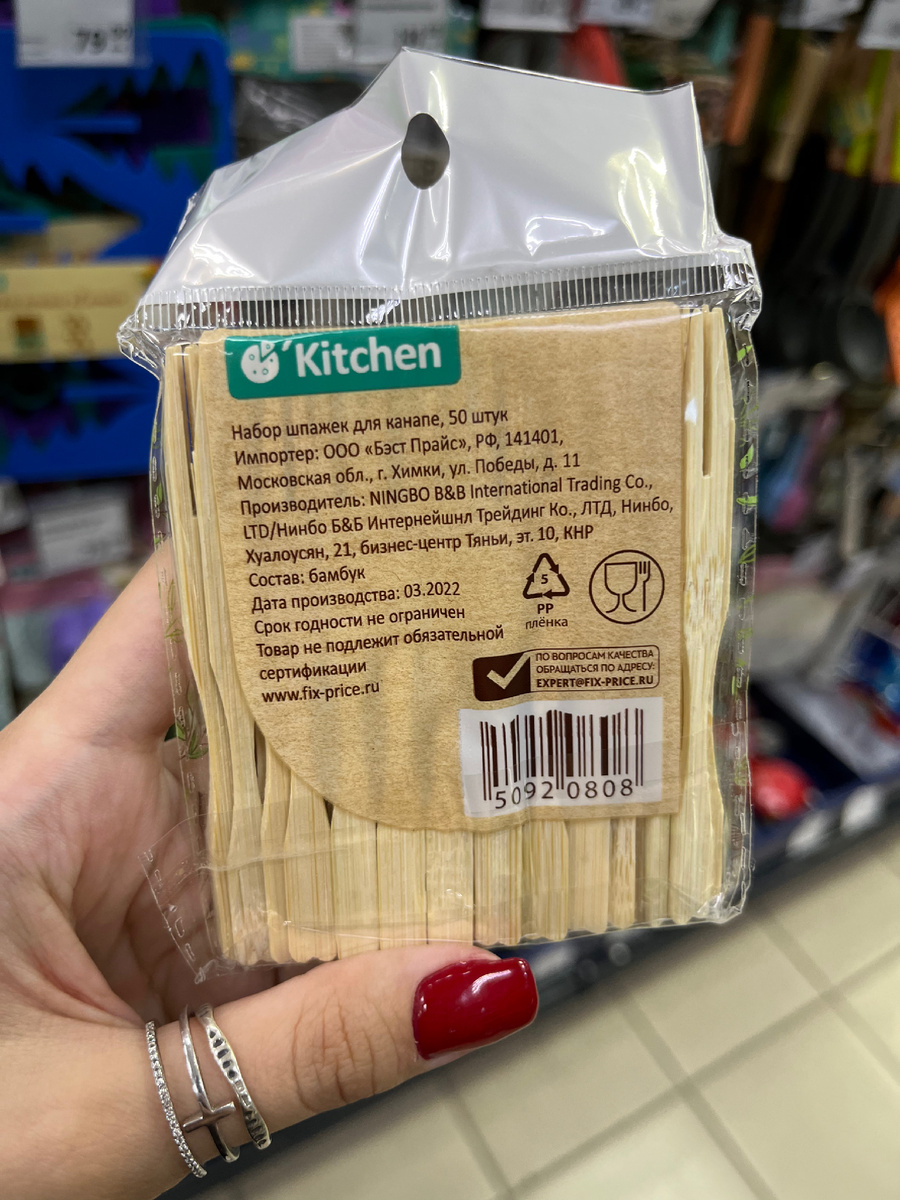 79
Kitchen
Набор шпажек для канапе, 50 штук
Импортер: ООО «Бэст Прайс», РФ, 141401,
Московская обл., г. Химки, ул. Победы, д. 11
Производитель: NINGBO B&B International Trading Co.,
LTD/Нинбо Б&Б Интернейшнл Трейдинг Ко., ЛТД, Нинбо,
Хуалоусян, 21, бизнес-центр Тяньи, эт. 10, КНР
Состав: бамбук
Дата производства: 03.2022
Срок годности не ограничен
Товар не подлежит обязательной
сертификации
www.fix-price.ru
5
PP
плёнка
ПО ВОПРОСАМ КАЧЕСТВА
ОБРАЩАТЬСЯ ПО АДРЕСУ:
EXPERT@FIX-PRICE.RU
5092 0808